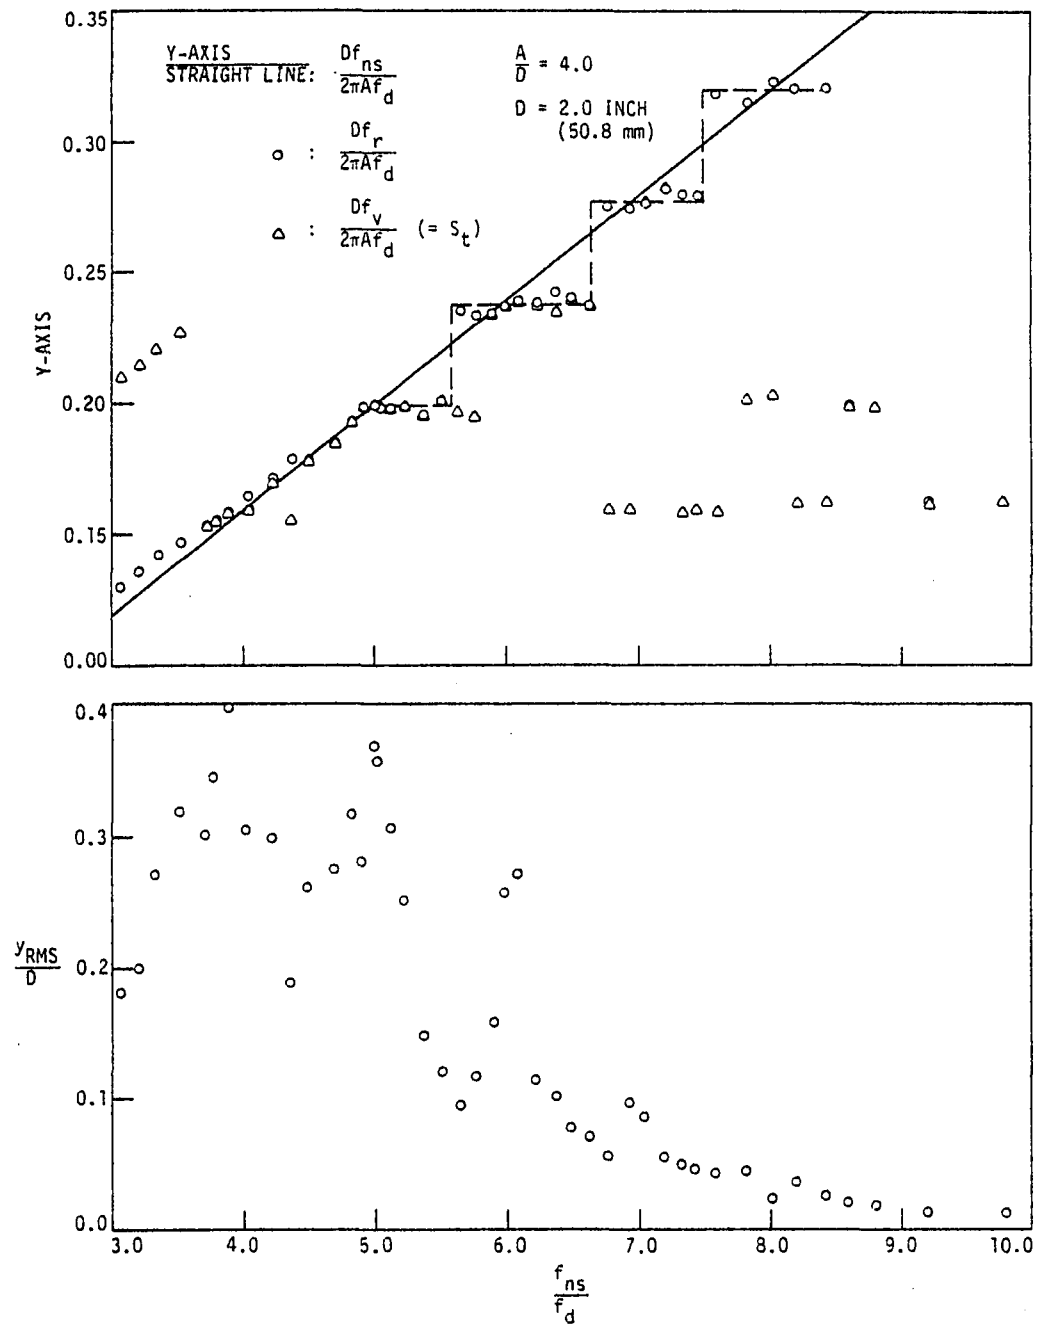 0.35
Y-AXIS
STRAIGHT LINE: Df_ns / 2πAf_d
A/D = 4.0
D = 2.0 INCH
(50.8 mm)
○ : Df_r / 2πAf_d
△ : Df_v / 2πAf_d (= S_t)
0.30
0.25
Y-AXIS
0.20
0.15
0.00
0.4
0.3
y_RMS / D
0.2
0.1
0.0
3.0 4.0 5.0 6.0 7.0 8.0 9.0 10.0
f_ns / f_d